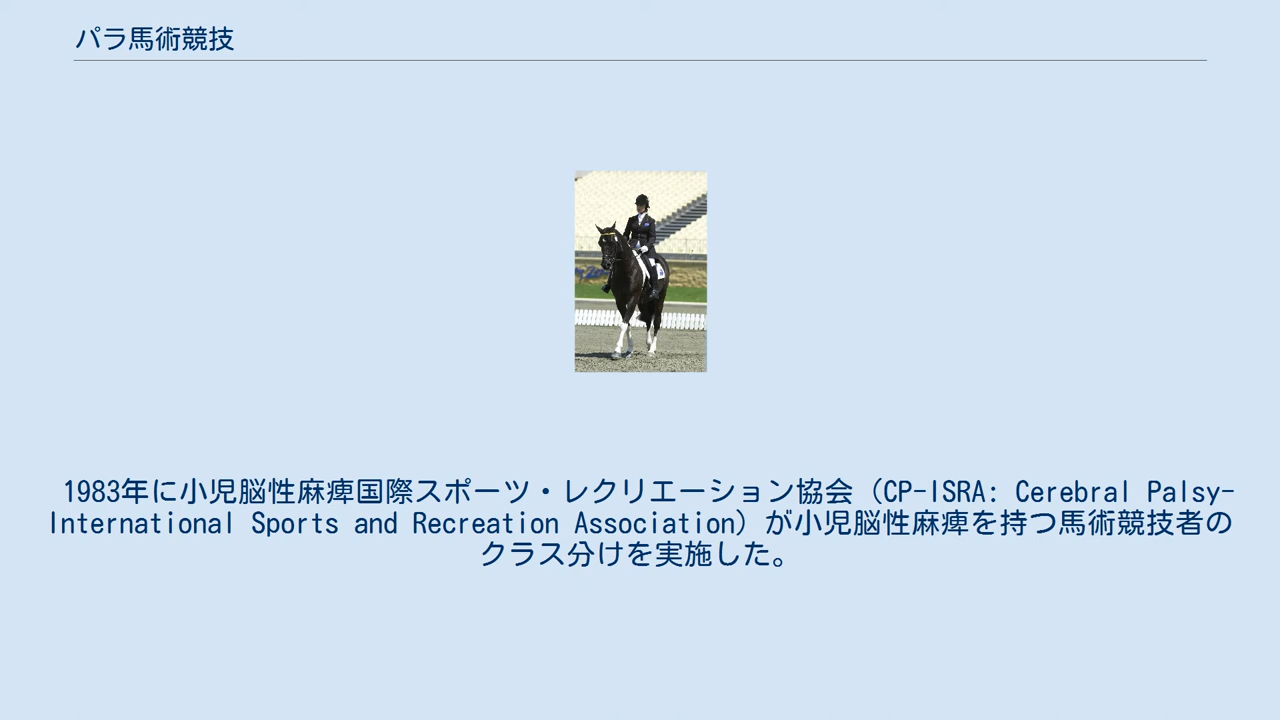 パラ馬術競技
1983年に小児脳性麻痺国際スポーツ・レクリエーション協会（CP-ISRA: Cerebral Palsy-
International Sports and Recreation Association）が小児脳性麻痺を持つ馬術競技者の
クラス分けを実施した。